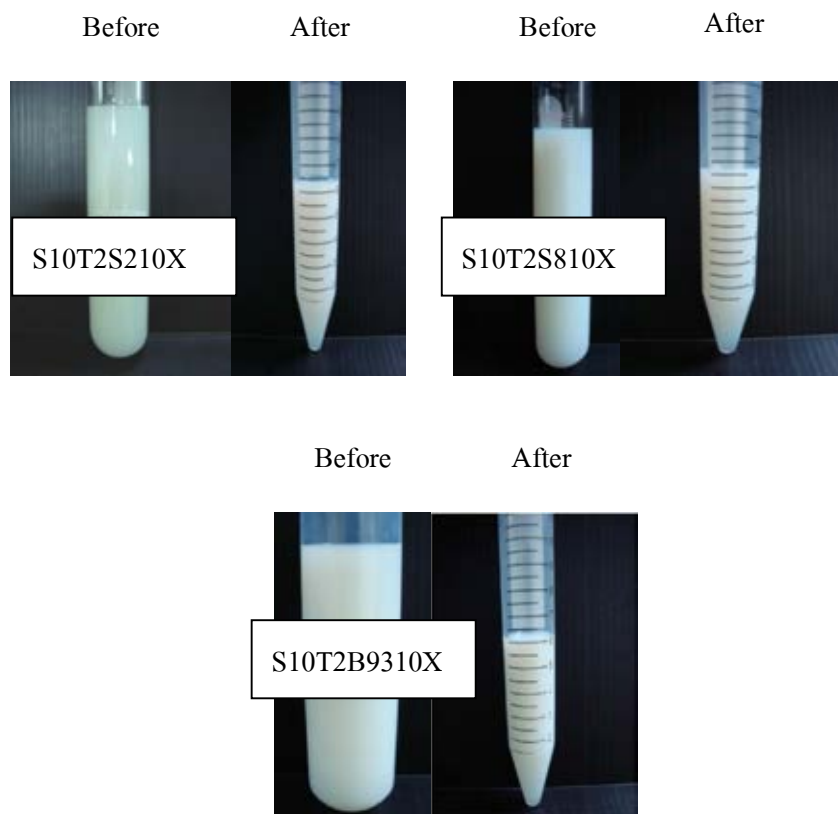 Before After
Before After
S10T2S210X
S10T2S810X
Before After
S10T2B9310X